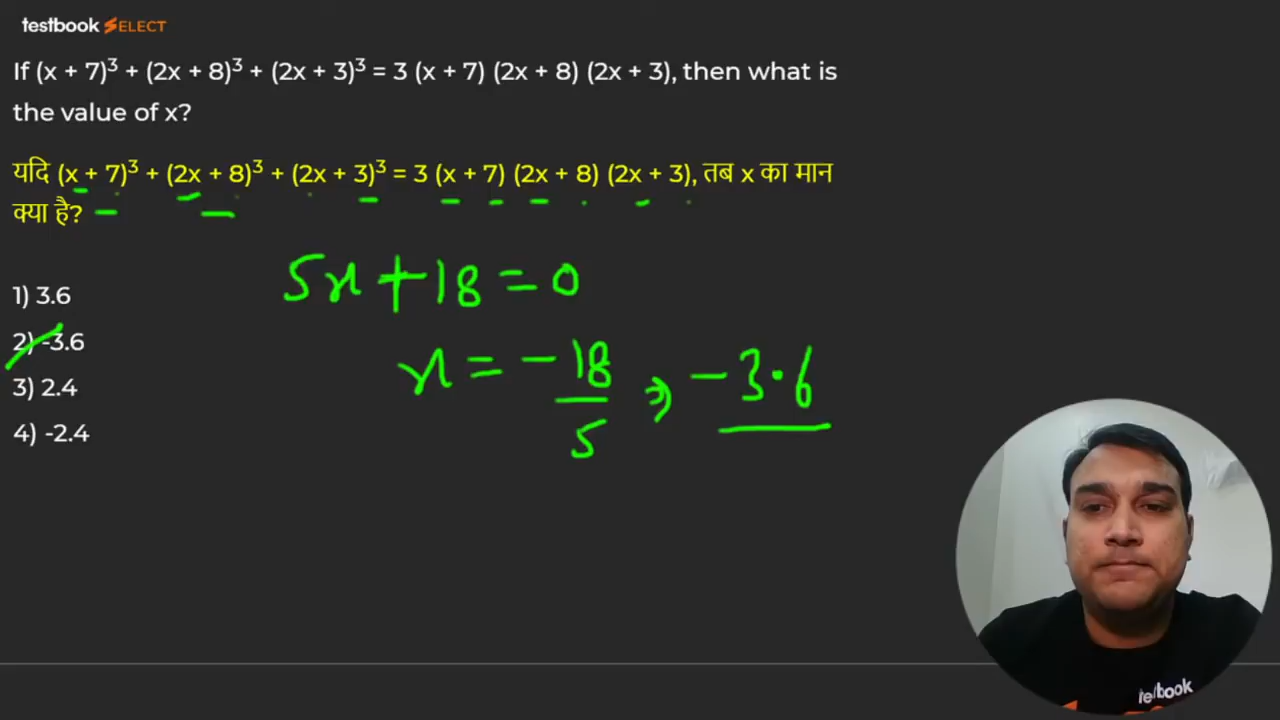 testbook SELECT
If (x + 7)³ + (2x + 8)³ + (2x + 3)³ = 3 (x + 7) (2x + 8) (2x + 3), then what is
the value of x?
यदि (x + 7)³ + (2x + 8)³ + (2x + 3)³ = 3 (x + 7) (2x + 8) (2x + 3), तब x का मान
क्या है?
1) 3.6
2) -3.6
3) 2.4
4) -2.4
5x + 18 = 0
x = -18/5 ⇒ -3.6
testbook